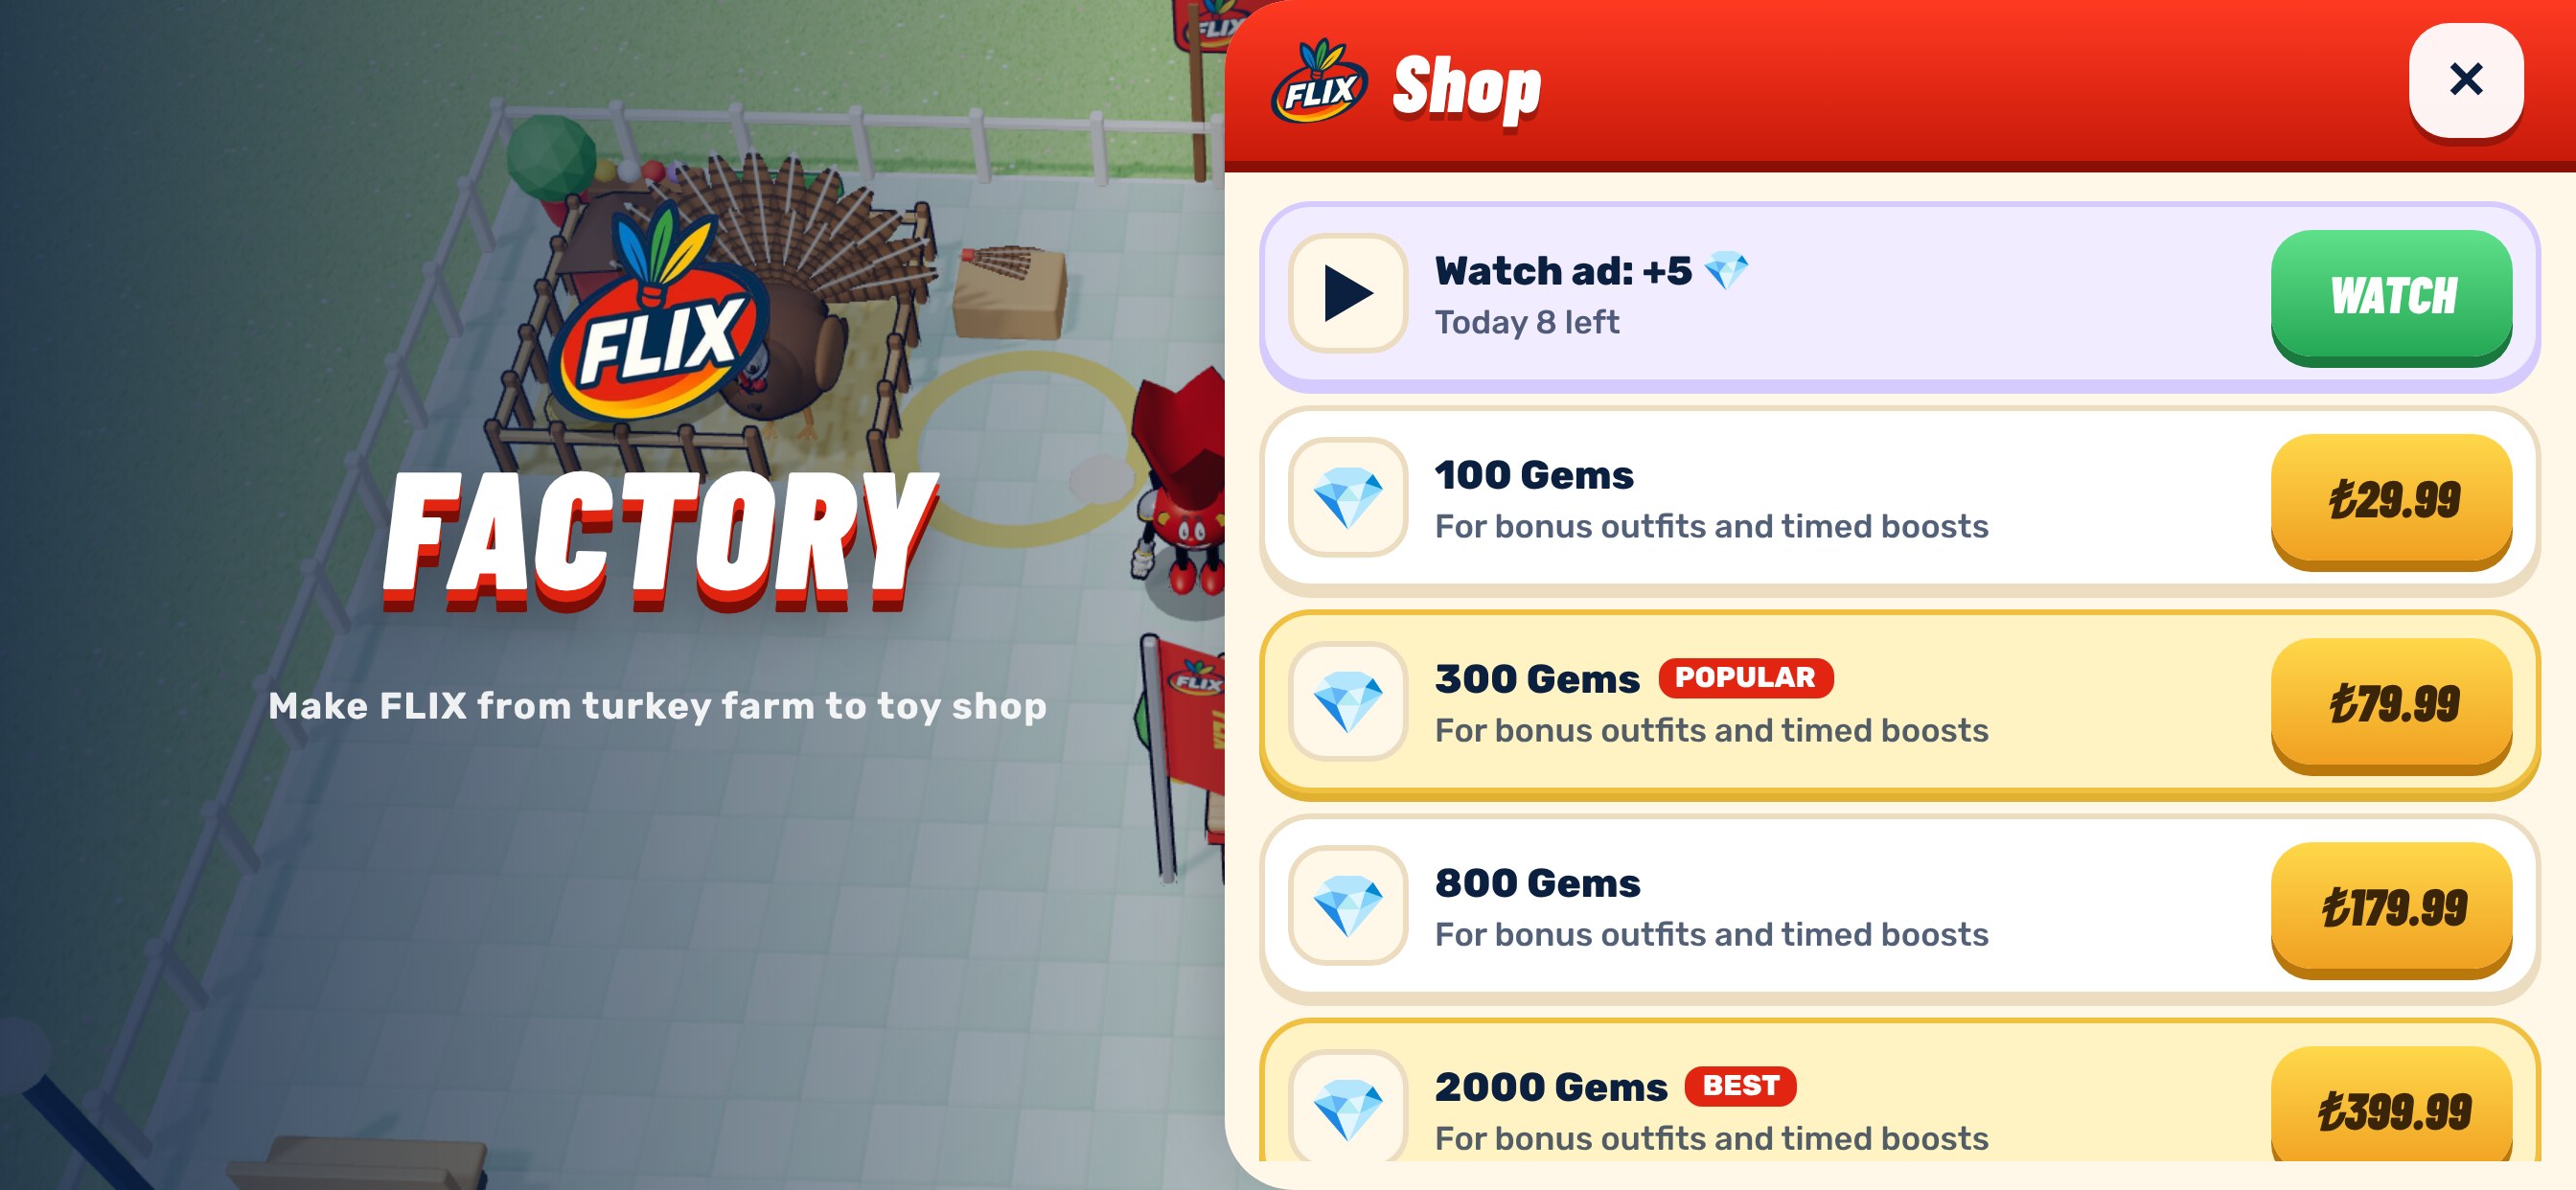 FLIX
FACTORY
Make FLIX from turkey farm to toy shop
FLIX
FLIX
FLIX Shop
Watch ad: +5
Today 8 left
WATCH
100 Gems
For bonus outfits and timed boosts
₺29.99
300 Gems POPULAR
For bonus outfits and timed boosts
₺79.99
800 Gems
For bonus outfits and timed boosts
₺179.99
2000 Gems BEST
For bonus outfits and timed boosts
₺399.99